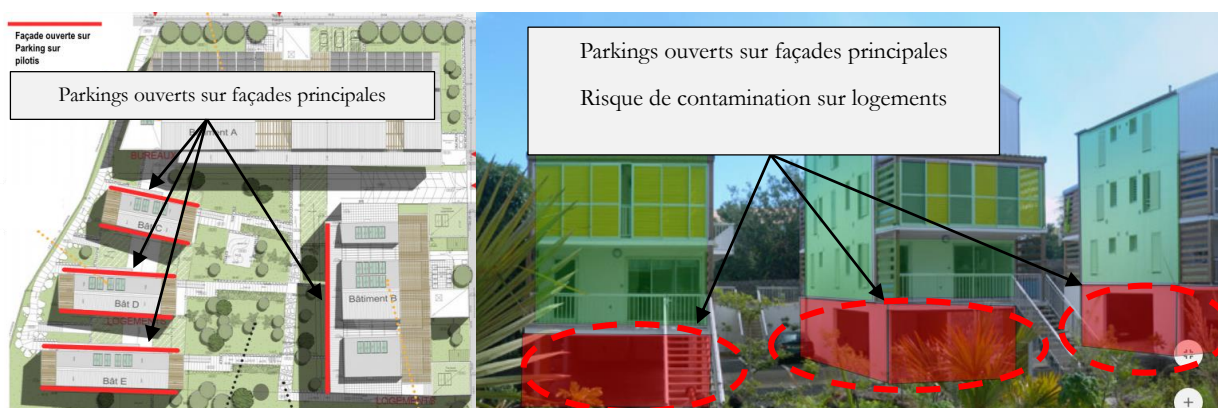 Façade ouverte sur
Parking sur
pilotis
Parkings ouverts sur façades principales
Bâtiment A
BUREAUX
Bât C
Bât D
LOGEMENTS
Bât E
Bâtiment B
LOGEMENTS
Parkings ouverts sur façades principales
Risque de contamination sur logements
+